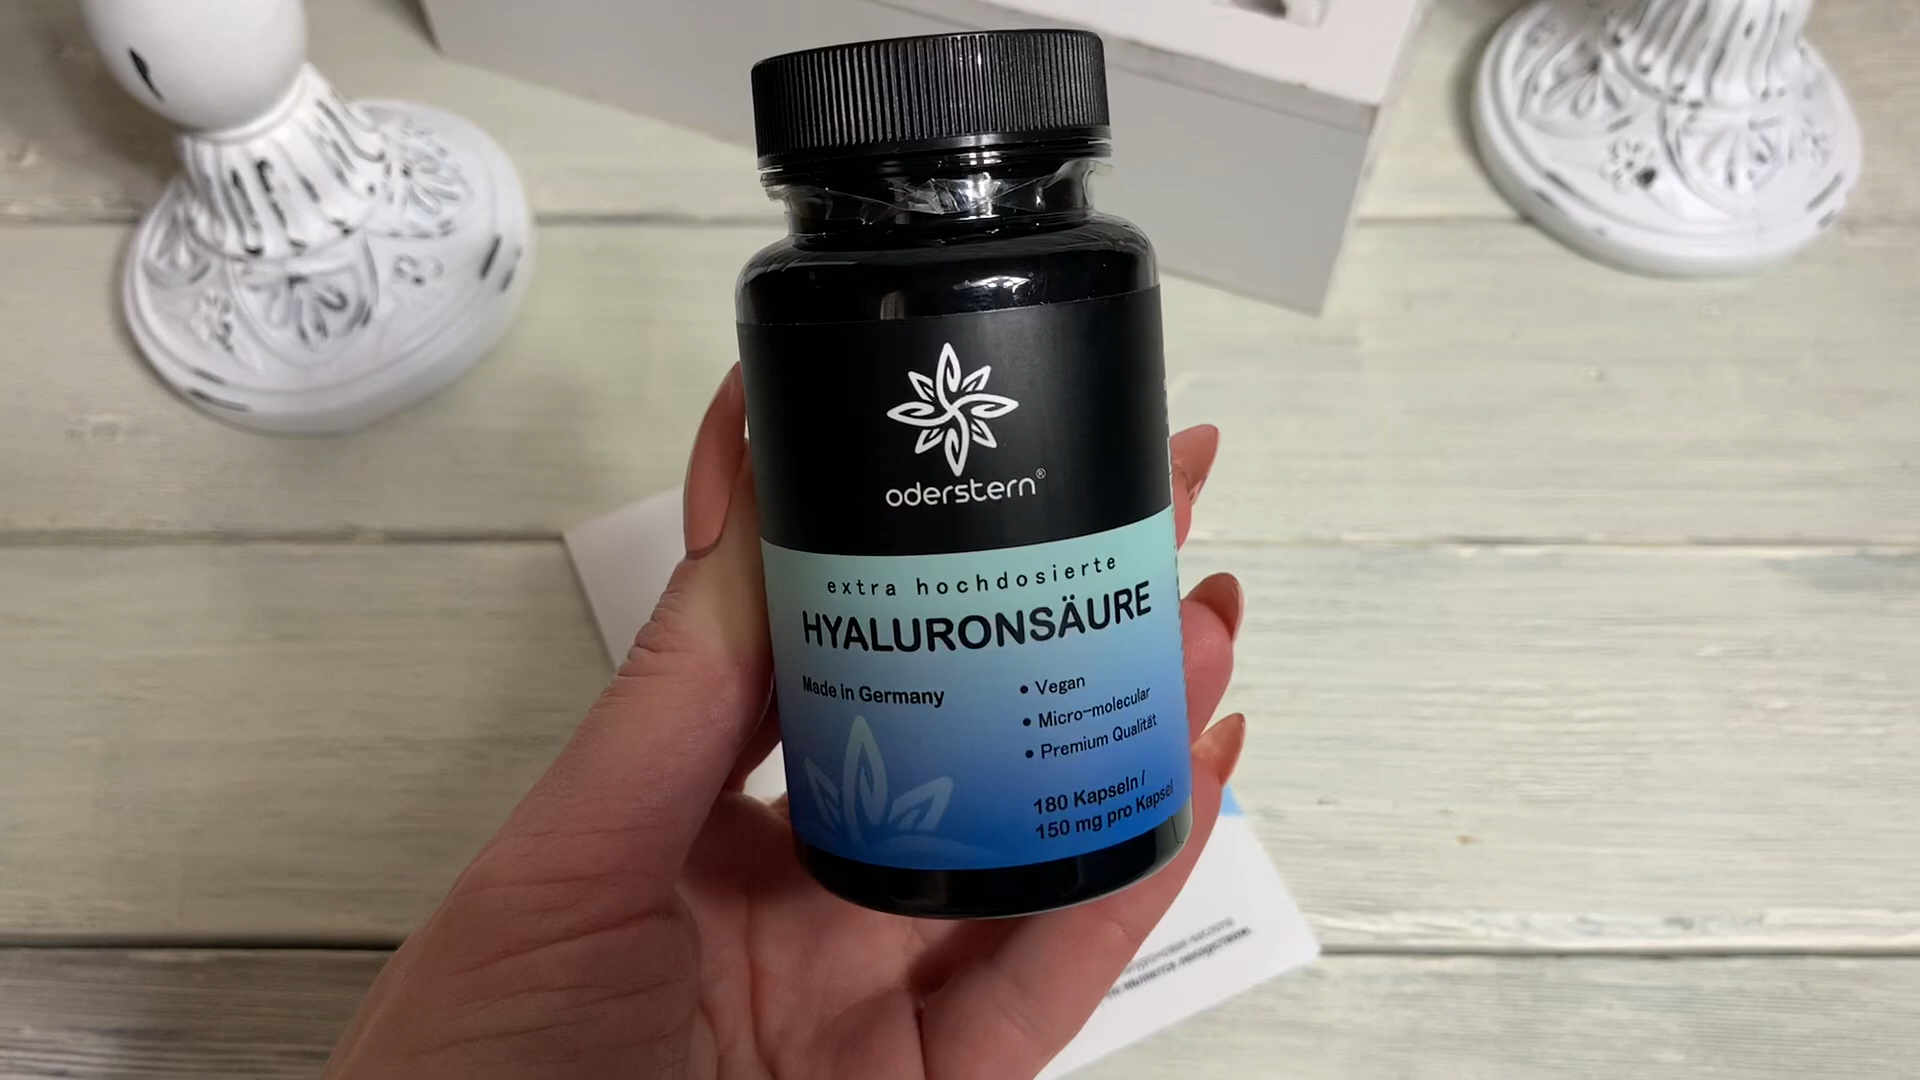 oderstern®
extra hochdosierte
HYALURONSÄURE
Made in Germany
• Vegan
• Micro-molecular
• Premium Qualität
180 Kapseln /
150 mg pro Kapsel